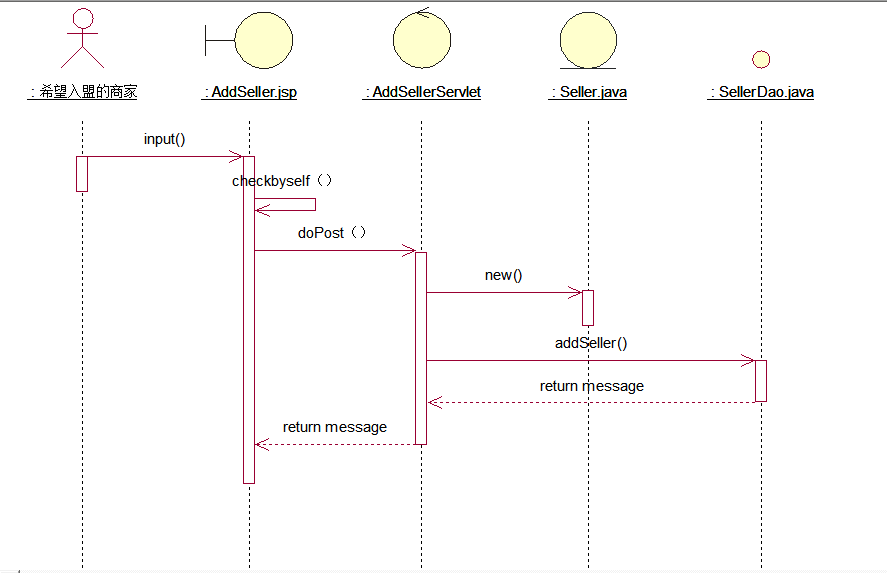 : 希望入盟的商家
: AddSeller.jsp
: AddSellerServlet
: Seller.java
: SellerDao.java
input()
checkbyself（）
doPost（）
new()
addSeller()
return message
return message